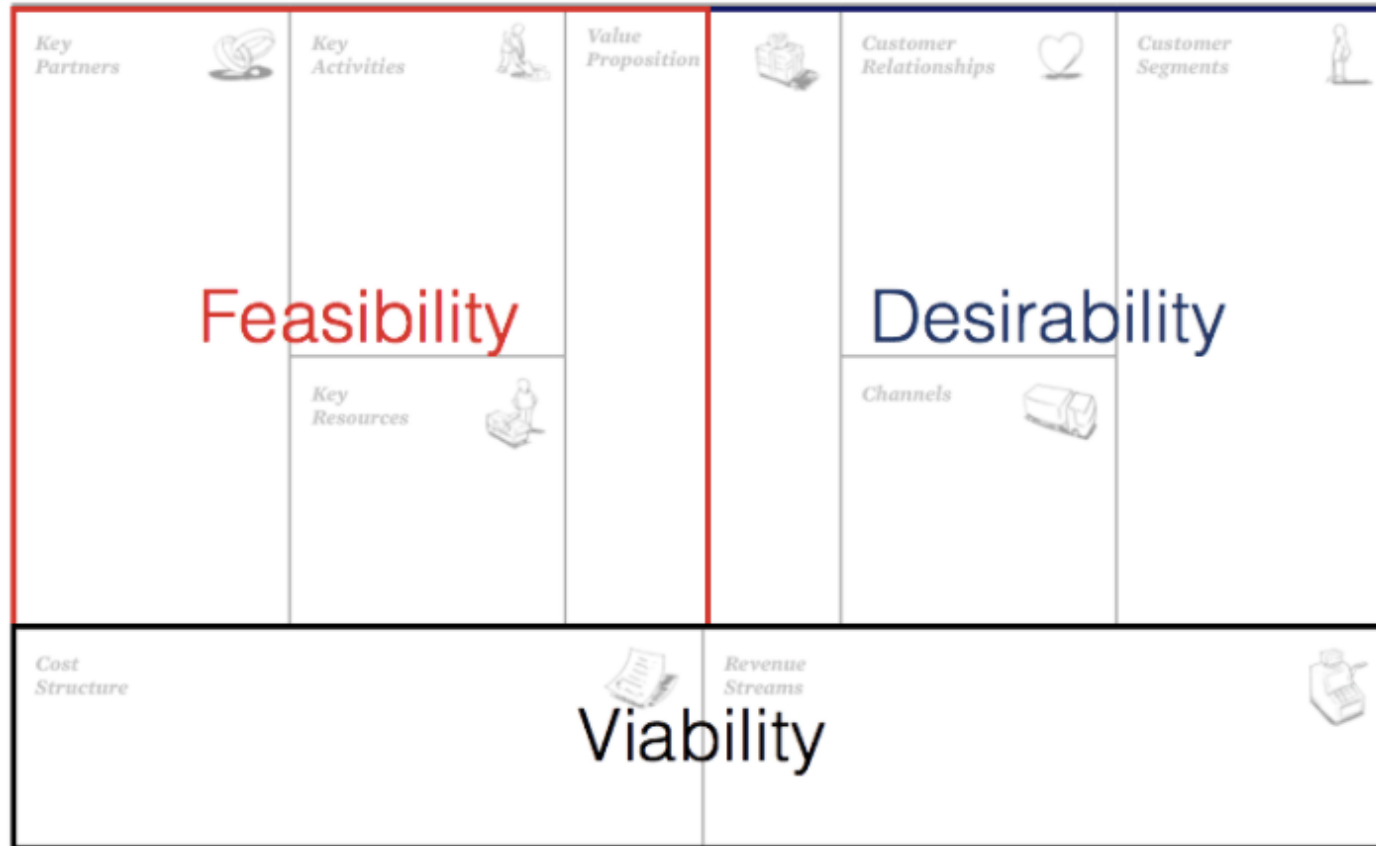 Key
Partners
Key
Activities
Value
Proposition
Customer
Relationships
Customer
Segments
Feasibility
Desirability
Key
Resources
Channels
Cost
Structure
Revenue
Streams
Viability